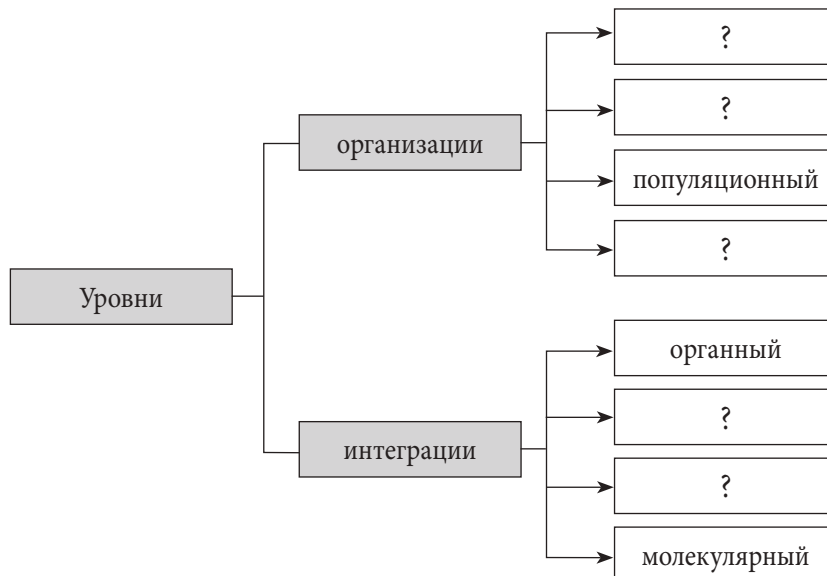 ?
?
организации
популяционный
?
Уровни
органный
?
интеграции
?
молекулярный